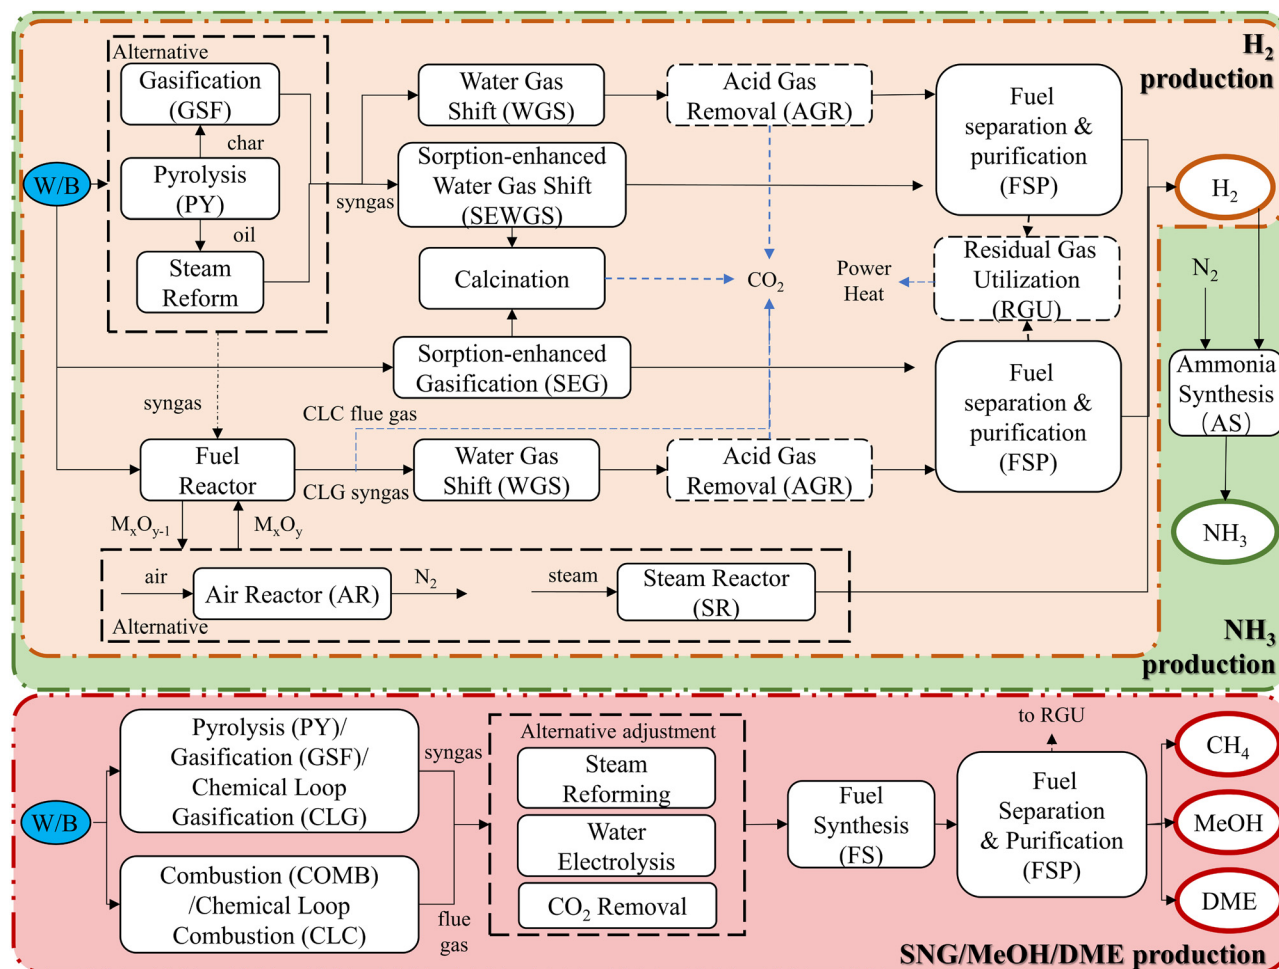 Alternative
Gasification
(GSF)
char
Pyrolysis
(PY)
oil
Steam
Reform
W/B
syngas
Water Gas
Shift (WGS)
Acid Gas
Removal (AGR)
Sorption-enhanced
Water Gas Shift
(SEWGS)
Calcination
Sorption-enhanced
Gasification (SEG)
CO₂
Power
Heat
Fuel
separation &
purification
(FSP)
Residual Gas
Utilization
(RGU)
Fuel
separation &
purification
(FSP)
H₂
production
H₂
N₂
Ammonia
Synthesis
(AS)
NH₃
NH₃
production
syngas
CLC flue gas
Fuel
Reactor
CLG syngas
Water Gas
Shift (WGS)
Acid Gas
Removal (AGR)
MₓOy₋₁
MₓOy
air
Air Reactor (AR)
N₂
steam
Steam Reactor
(SR)
Alternative
W/B
Pyrolysis (PY)/
Gasification (GSF)/
Chemical Loop
Gasification (CLG)
syngas
Combustion (COMB)
/Chemical Loop
Combustion (CLC)
flue
gas
Alternative adjustment
Steam
Reforming
Water
Electrolysis
CO₂ Removal
Fuel
Synthesis
(FS)
to RGU
Fuel
Separation
& Purification
(FSP)
CH₄
MeOH
DME
SNG/MeOH/DME production